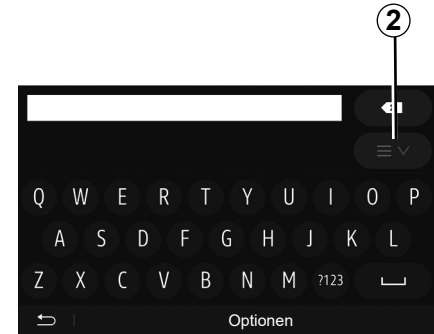 2
Q W E R T Y U I O P
A S D F G H J K L
Z X C V B N M ?123
Optionen